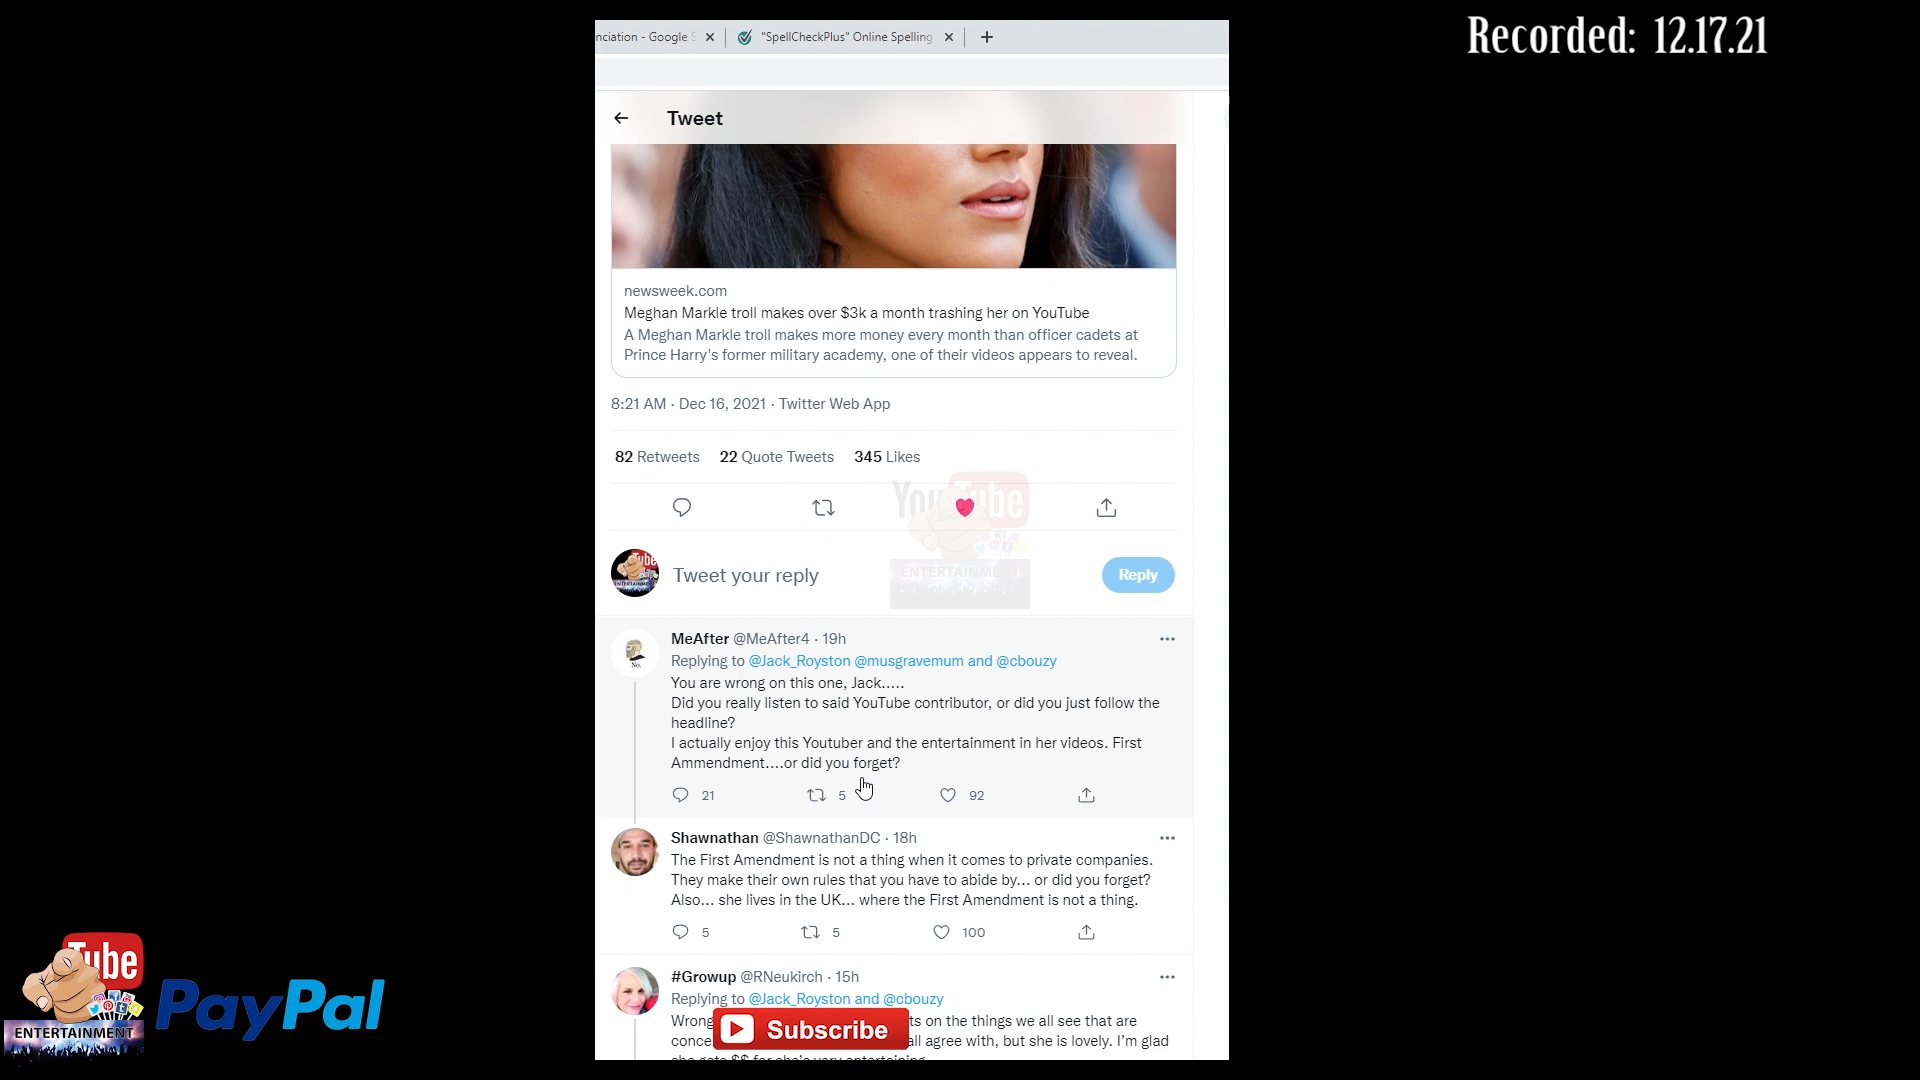 Recorded: 12.17.21
nciation - Google S
"SpellCheckPlus" Online Spelling
Tweet
newsweek.com
Meghan Markle troll makes over $3k a month trashing her on YouTube
A Meghan Markle troll makes more money every month than officer cadets at
Prince Harry's former military academy, one of their videos appears to reveal.
8:21 AM · Dec 16, 2021 · Twitter Web App
82 Retweets 22 Quote Tweets 345 Likes
YouTube
ENTERTAINMENT
Tweet your reply
Reply
MeAfter @MeAfter4 · 19h
No.
Replying to @Jack_Royston @musgravemum and @cbouzy
You are wrong on this one, Jack.....
Did you really listen to said YouTube contributor, or did you just follow the
headline?
I actually enjoy this Youtuber and the entertainment in her videos. First
Ammendment....or did you forget?
21 5 92
Shawnathan @ShawnathanDC · 18h
The First Amendment is not a thing when it comes to private companies.
They make their own rules that you have to abide by... or did you forget?
Also... she lives in the UK... where the First Amendment is not a thing.
5 5 100
#Growup @RNeukirch · 15h
Replying to @Jack_Royston and @cbouzy
Wrong ts on the things we all see that are
conce all agree with, but she is lovely. I'm glad
she gets $$ for she's very entertaining
Subscribe
Tube
ENTERTAINMENT
PayPal